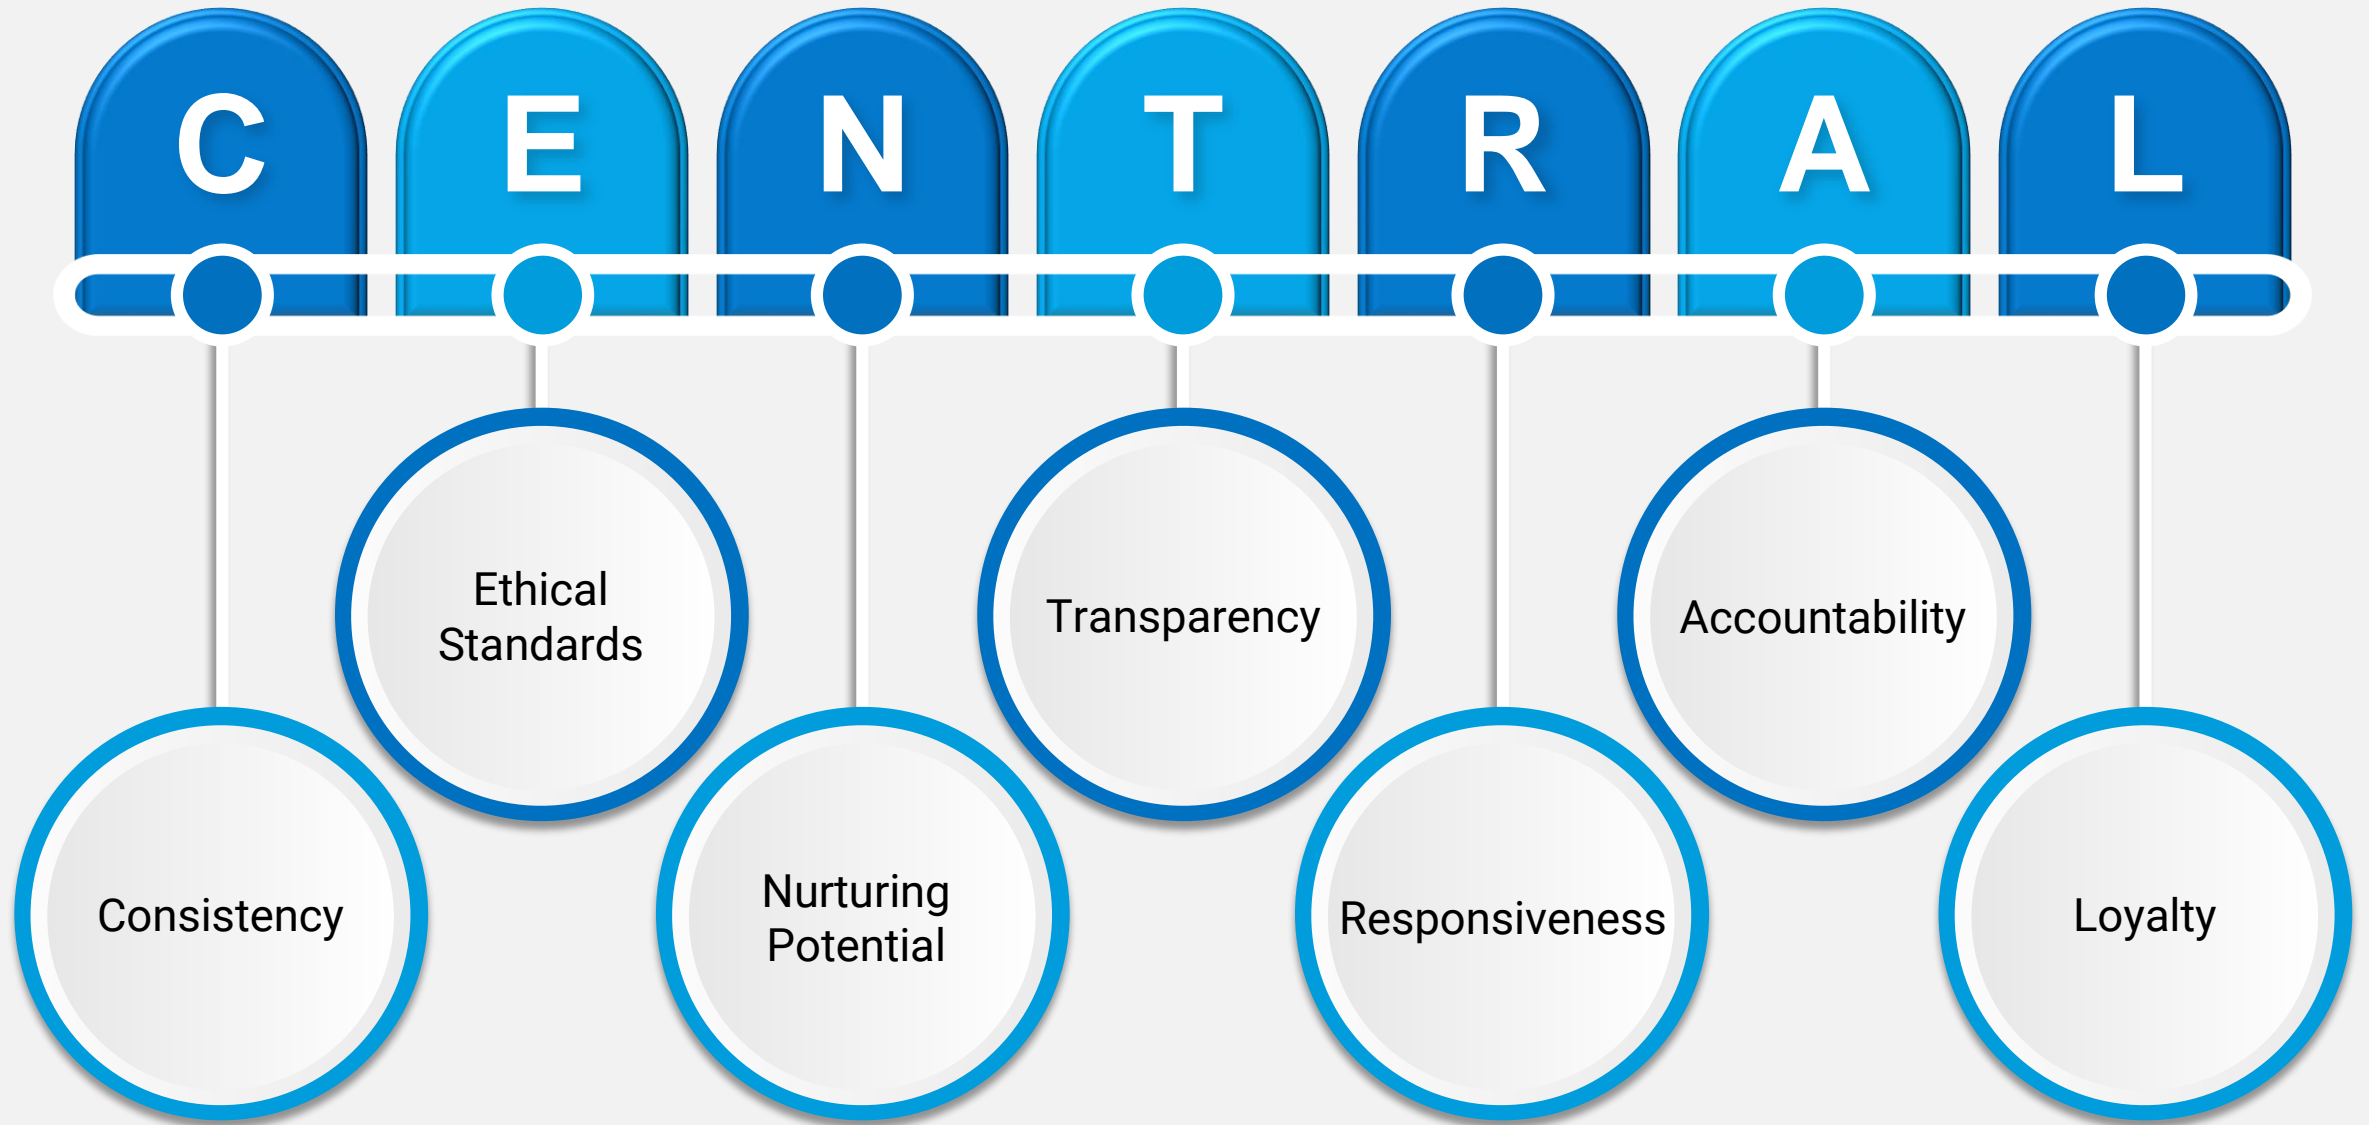 C E N T R A L
Ethical
Standards
Transparency
Accountability
Consistency
Nurturing
Potential
Responsiveness
Loyalty